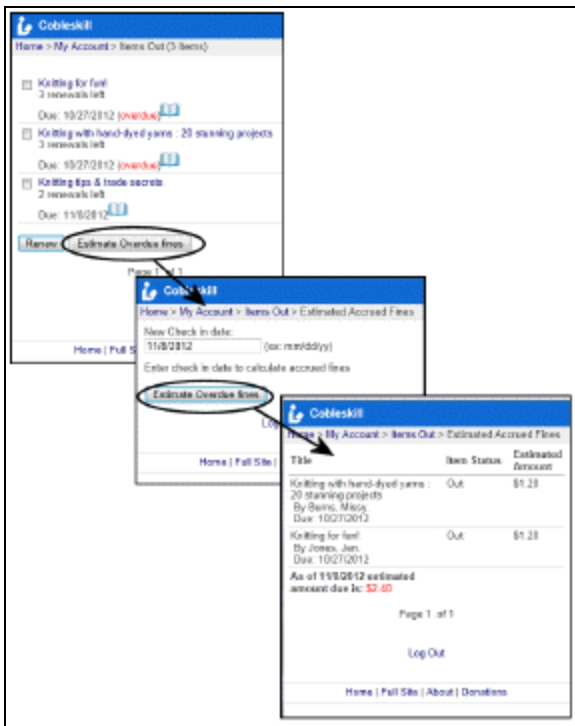 Cobleskill
Home > My Account > Items Out (3 Items)
Knitting for fun!
3 renewals left
Due: 10/27/2012 (overdue)
Knitting with hand-dyed yarns : 20 stunning projects
3 renewals left
Due: 10/27/2012 (overdue)
Knitting tips & trade secrets
2 renewals left
Due: 11/8/2012
Renew Estimate Overdue fines
Page 1 of 1
Home | Full S
Cobleskill
Home > My Account > Items Out > Estimated Accrued Fines
New Check in date:
11/8/2012 (ex: mm/dd/yy)
Enter check in date to calculate accrued fines
Estimate Overdue fines
Log
Home | Full Site |
Cobleskill
Home > My Account > Items Out > Estimated Accrued Fines
Title Item Status Estimated
Amount
Knitting with hand-dyed yarns : Out $1.20
20 stunning projects
By Berns, Missy.
Due: 10/27/2012
Knitting for fun!. Out $1.20
By Jones, Jen.
Due: 10/27/2012
As of 11/8/2012 estimated
amount due is: $2.40
Page 1 of 1
Log Out
Home | Full Site | About | Donations